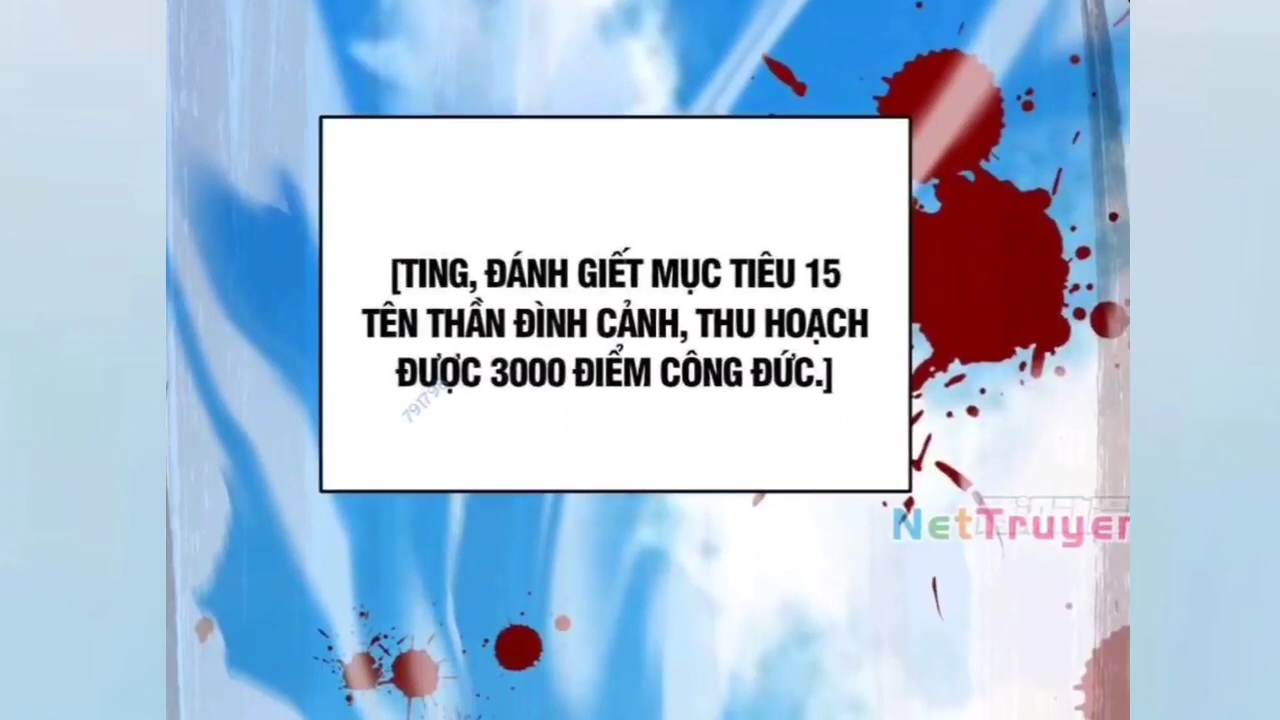 [TING, ĐÁNH GIẾT MỤC TIÊU 15
TÊN THẦN ĐÌNH CẢNH, THU HOẠCH
ĐƯỢC 3000 ĐIỂM CÔNG ĐỨC.]
NetTruyen